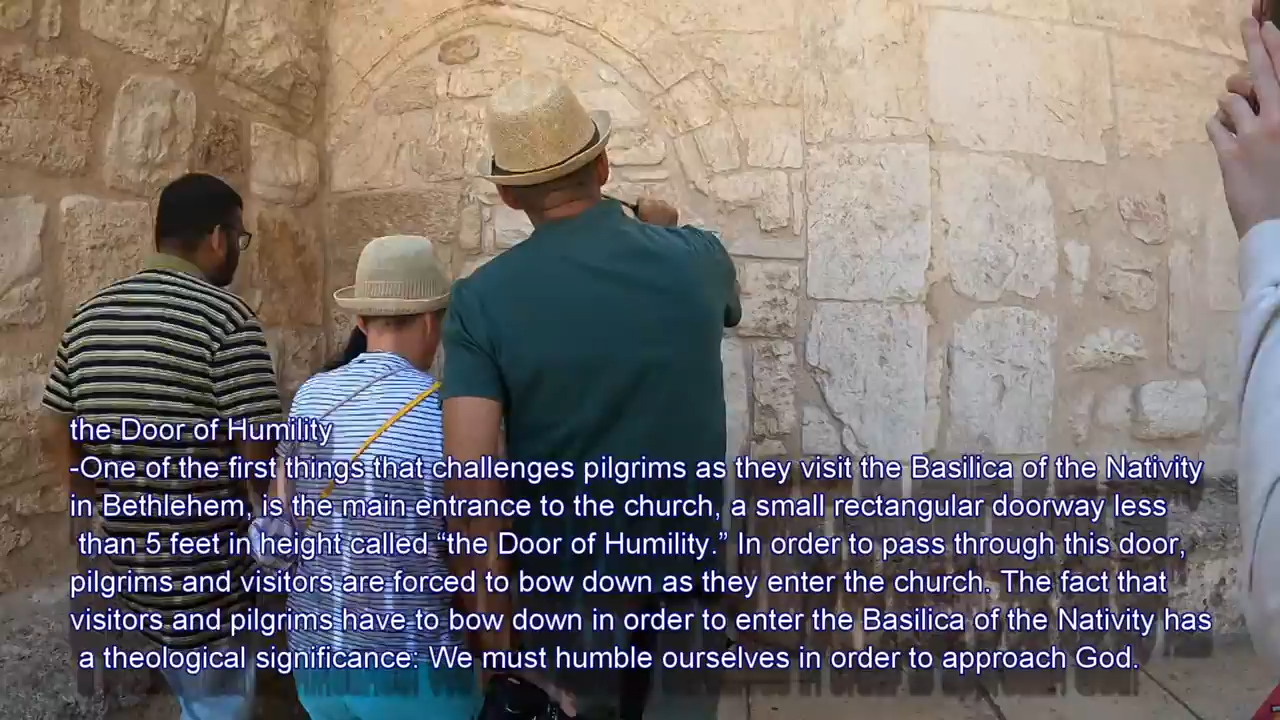 the Door of Humility
-One of the first things that challenges pilgrims as they visit the Basilica of the Nativity
in Bethlehem, is the main entrance to the church, a small rectangular doorway less
than 5 feet in height called “the Door of Humility.” In order to pass through this door,
pilgrims and visitors are forced to bow down as they enter the church. The fact that
visitors and pilgrims have to bow down in order to enter the Basilica of the Nativity has
a theological significance: We must humble ourselves in order to approach God.